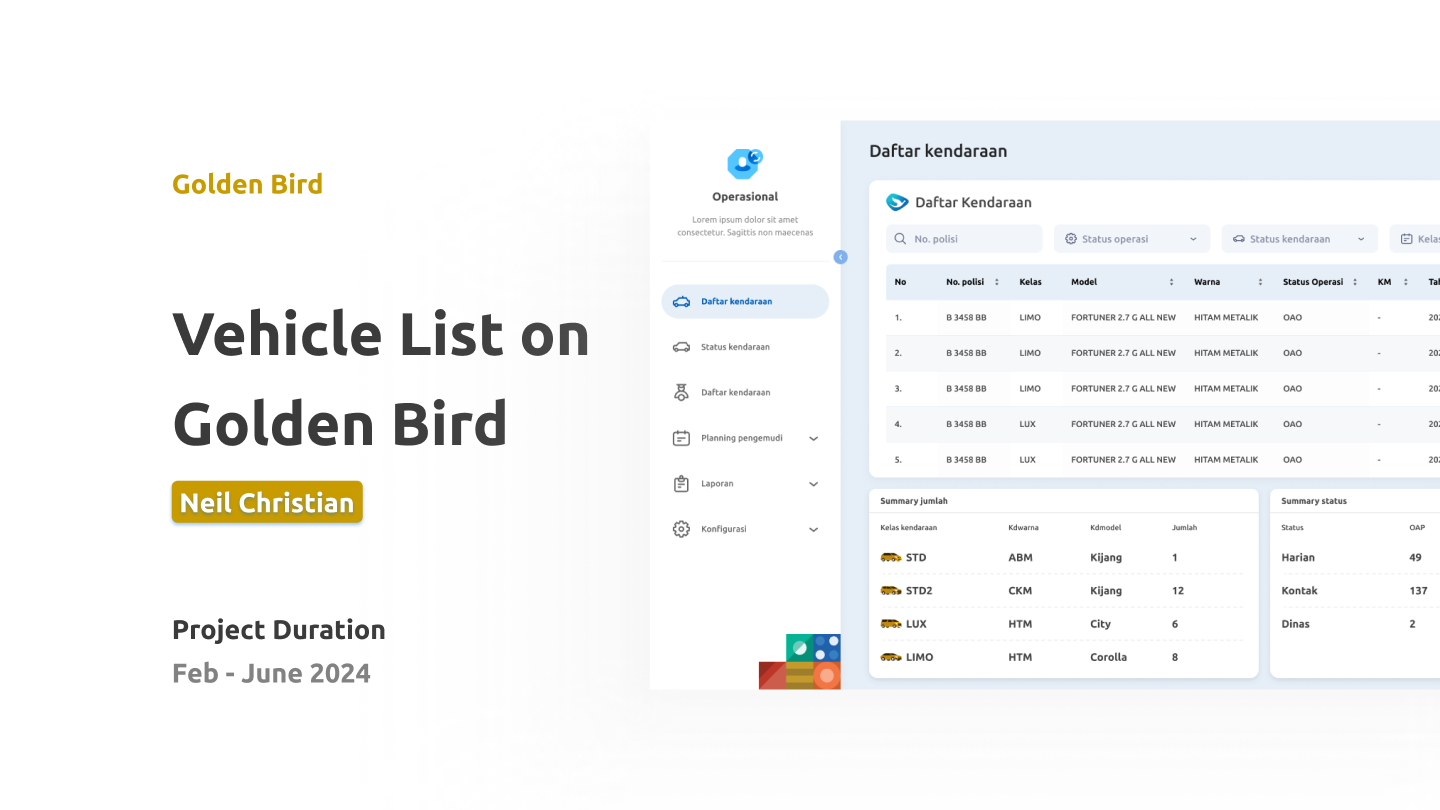 Golden Bird
Vehicle List on
Golden Bird
Neil Christian
Project Duration
Feb - June 2024
Operasional
Lorem ipsum dolor sit amet
consectetur. Sagittis non maecenas
Daftar kendaraan
Status kendaraan
Daftar kendaraan
Planning pengemudi
Laporan
Konfigurasi
Daftar kendaraan
Daftar Kendaraan
No. polisi Status operasi Status kendaraan
No No. polisi Kelas Model Warna Status Operasi KM
1. B 3458 BB LIMO FORTUNER 2.7 G ALL NEW HITAM METALIK OAO -
2. B 3458 BB LIMO FORTUNER 2.7 G ALL NEW HITAM METALIK OAO -
3. B 3458 BB LIMO FORTUNER 2.7 G ALL NEW HITAM METALIK OAO -
4. B 3458 BB LUX FORTUNER 2.7 G ALL NEW HITAM METALIK OAO -
5. B 3458 BB LUX FORTUNER 2.7 G ALL NEW HITAM METALIK OAO -
Summary jumlah
Kelas kendaraan Kdwarna Kdmodel Jumlah
STD ABM Kijang 1
STD2 CKM Kijang 12
LUX HTM City 6
LIMO HTM Corolla 8
Summary status
Status OAP
Harian 49
Kontak 137
Dinas 2